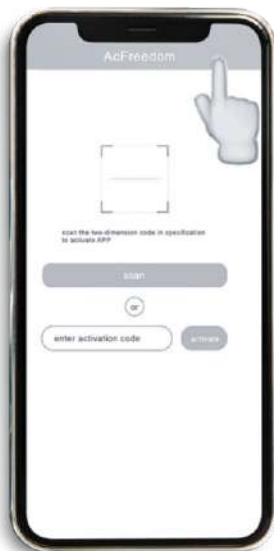 AcFreedom
scan the two-dimension code in specification
to activate APP
scan
or
enter activation code
activate